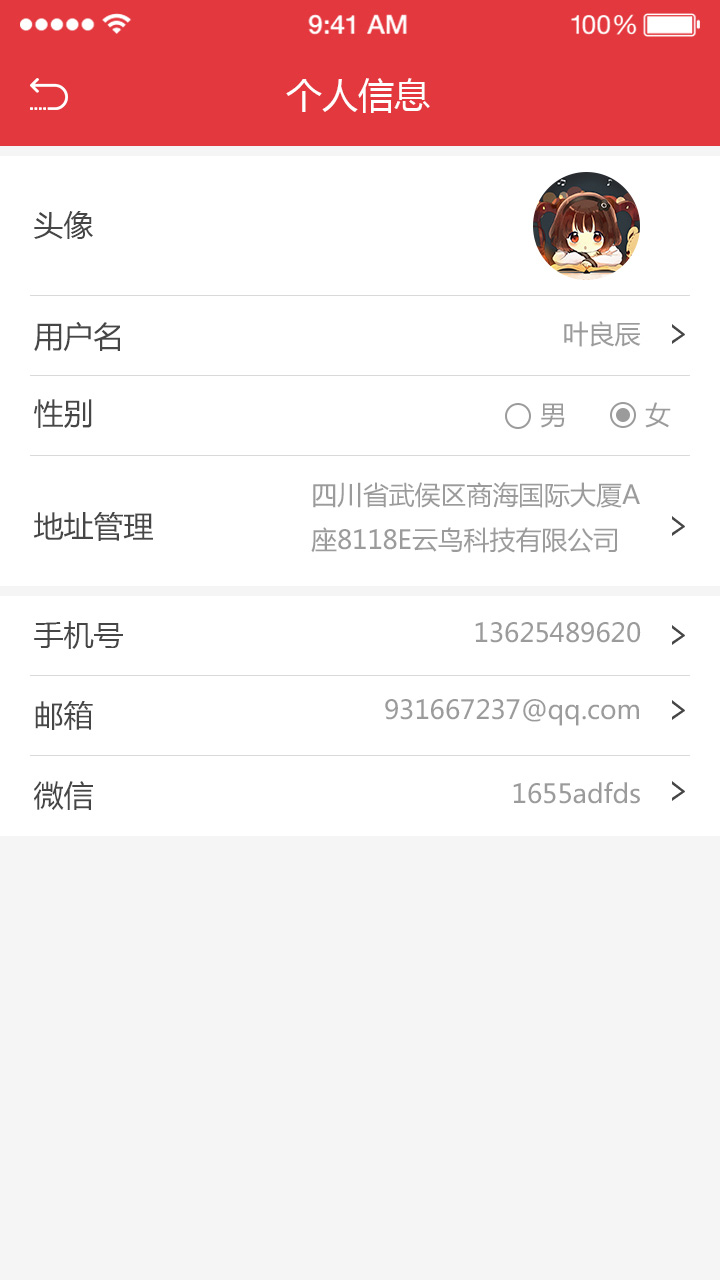 9:41 AM 100%
个人信息
头像
用户名 叶良辰
性别 男 女
地址管理 四川省武侯区商海国际大厦A
座8118E云鸟科技有限公司
手机号 13625489620
邮箱 931667237@qq.com
微信 1655adfds